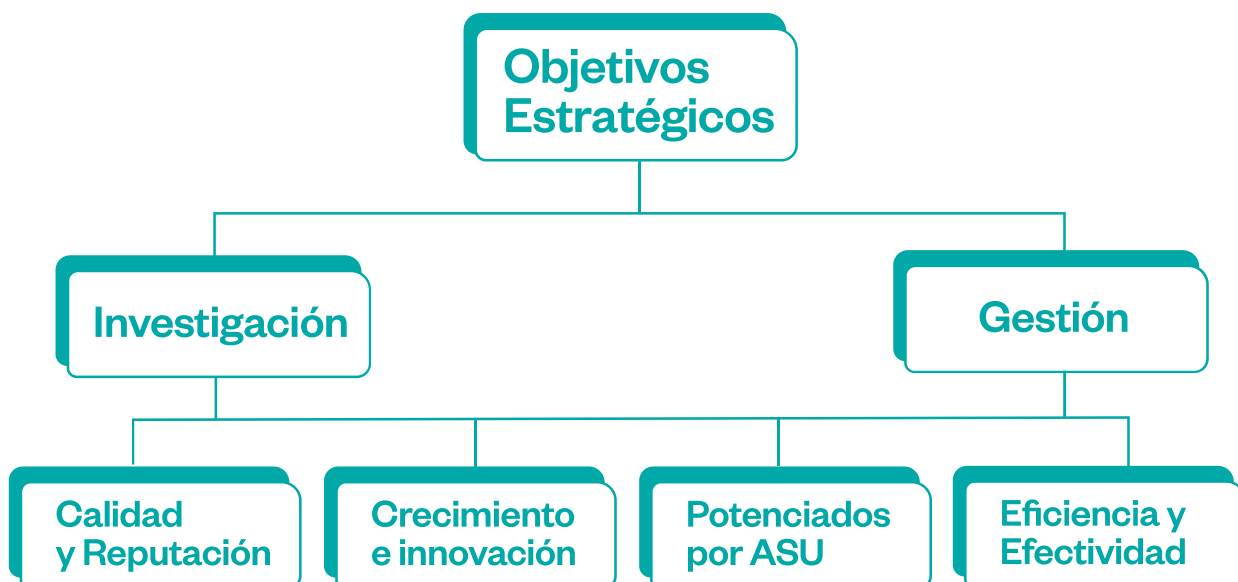 Objetivos
Estratégicos
Investigación
Gestión
Calidad
y Reputación
Crecimiento
e innovación
Potenciados
por ASU
Eficiencia y
Efectividad